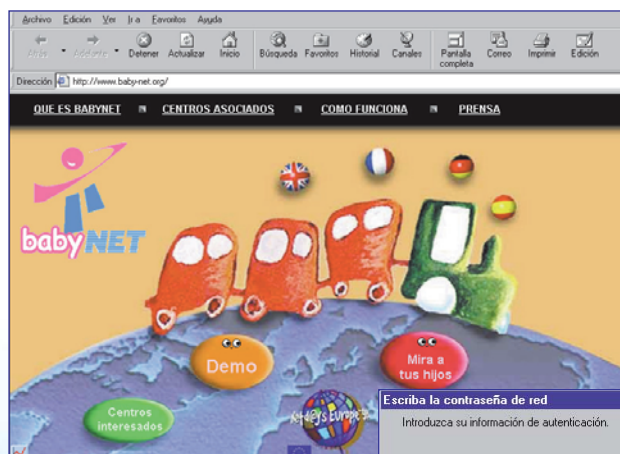 Archivo Edición Ver Ir a Favoritos Ayuda
Atrás Adelante Detener Actualizar Inicio Búsqueda Favoritos Historial Canales Pantalla completa Correo Imprimir Edición
Dirección http://www.baby-net.org/
QUE ES BABYNET CENTROS ASOCIADOS COMO FUNCIONA PRENSA
baby NET
Demo
Mira a
tus hijos
Centros
interesados
Escriba la contraseña de red
Introduzca su información de autenticación.